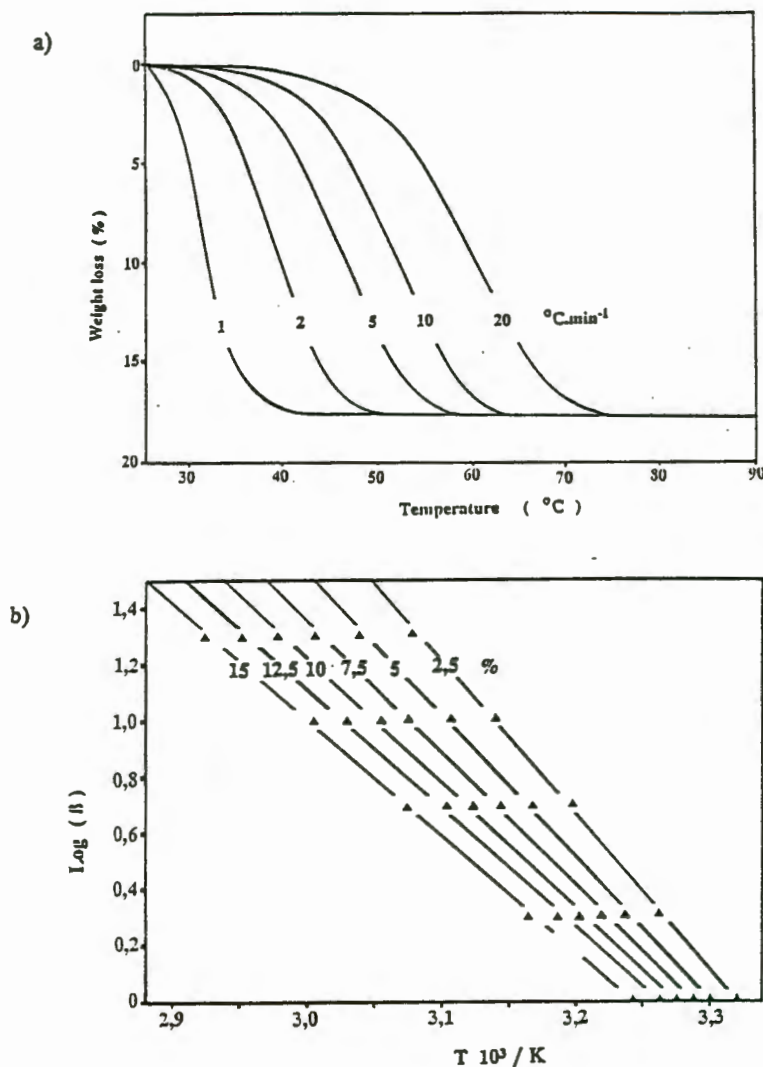 a)
0
5
10
15
20
Weight loss (%)
1 2 5 10 20 °C.min-1
30 40 50 60 70 80 90
Temperature ( °C )
b)
1,4
1,2
1,0
0,8
0,6
0,4
0,2
0
Log ( ß )
15 12,5 10 7,5 5 2,5 %
2,9 3,0 3,1 3,2 3,3
T 10³ / K